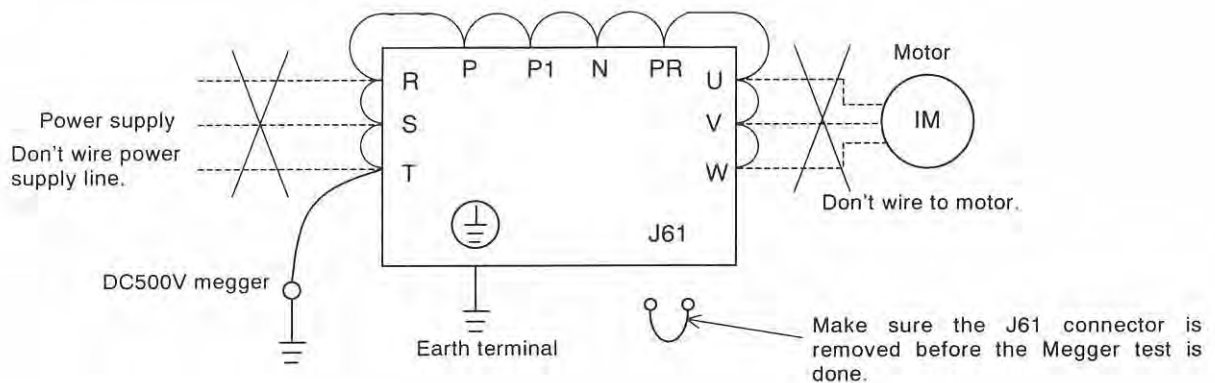 P P1 N PR
R
S
T
U
V
W
Motor
IM
Power supply
Don't wire power
supply line.
Don't wire to motor.
J61
DC500V megger
Earth terminal
Make sure the J61 connector is
removed before the Megger test is
done.